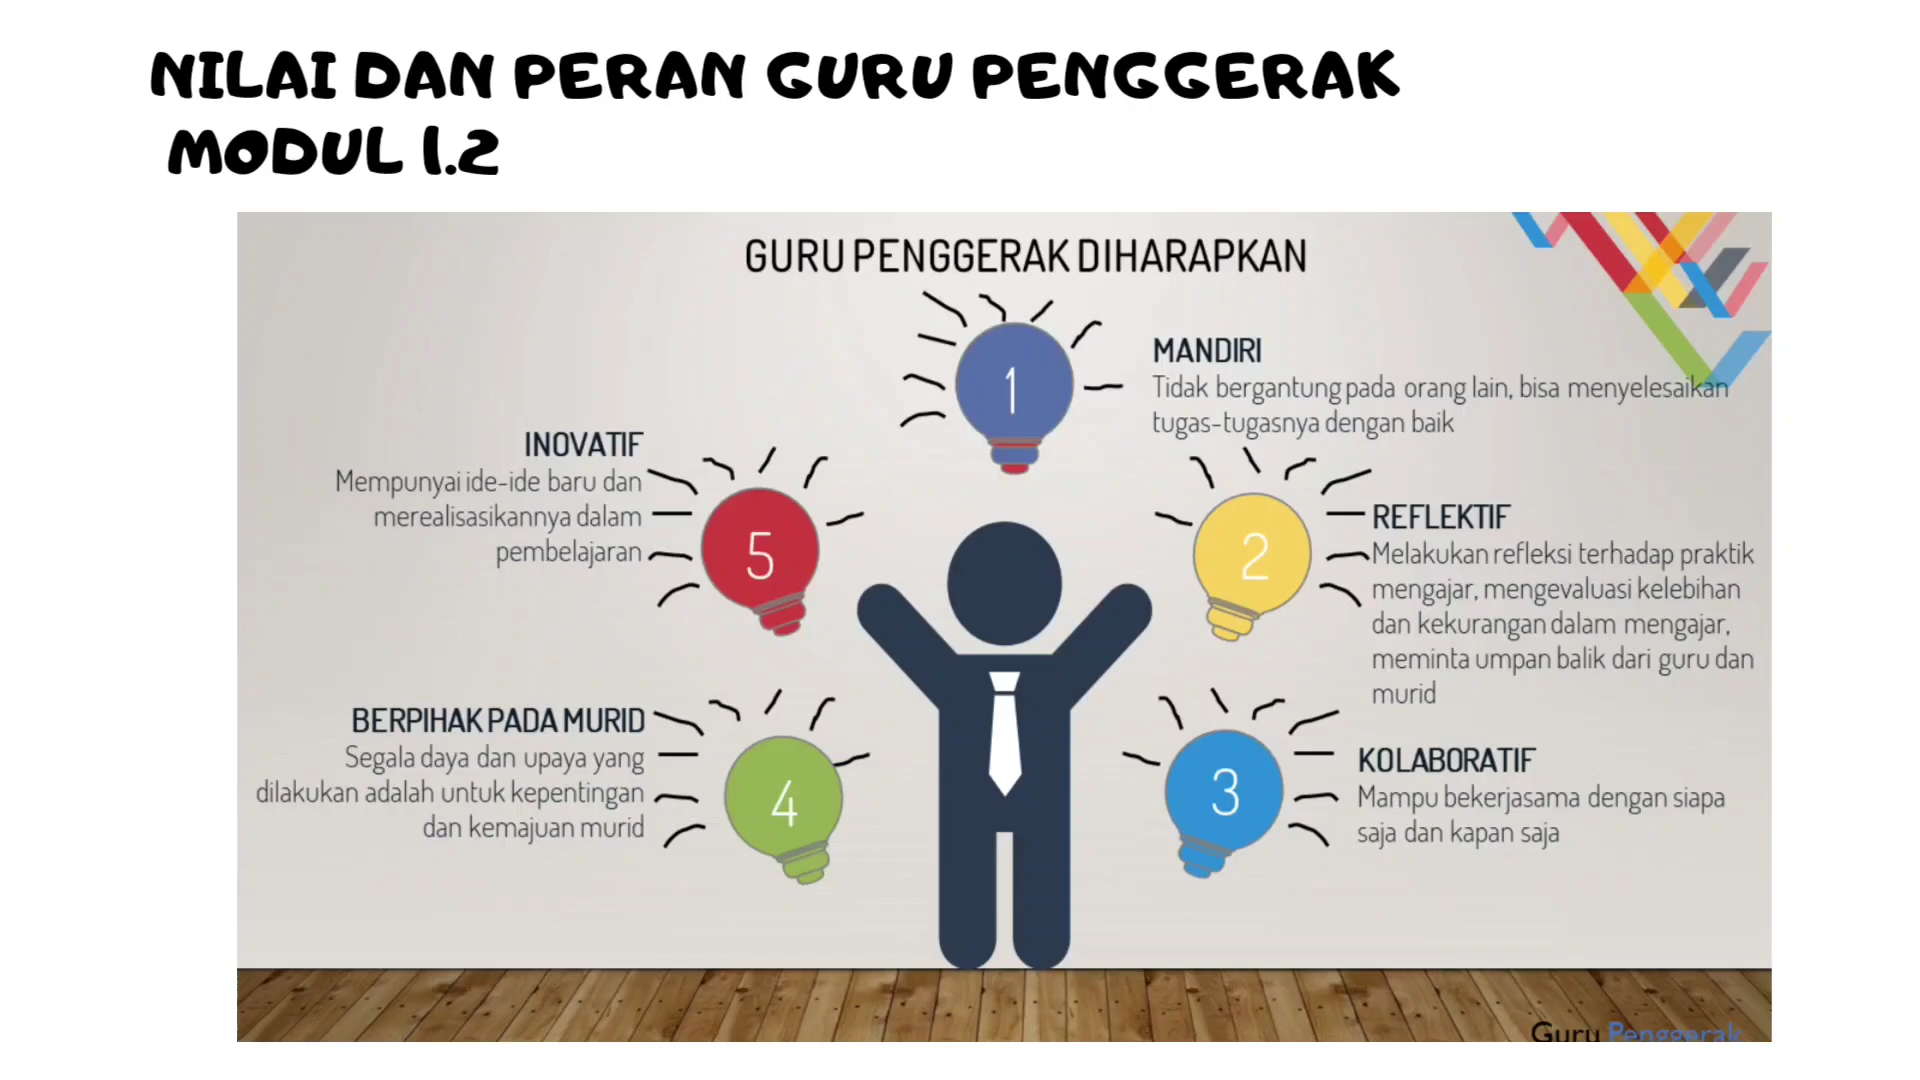 NILAI DAN PERAN GURU PENGGERAK
MODUL 1.2
GURU PENGGERAK DIHARAPKAN
1
MANDIRI
Tidak bergantung pada orang lain, bisa menyelesaikan
tugas-tugasnya dengan baik
2
REFLEKTIF
Melakukan refleksi terhadap praktik
mengajar, mengevaluasi kelebihan
dan kekurangan dalam mengajar,
meminta umpan balik dari guru dan
murid
3
KOLABORATIF
Mampu bekerjasama dengan siapa
saja dan kapan saja
4
BERPIHAK PADA MURID
Segala daya dan upaya yang
dilakukan adalah untuk kepentingan
dan kemajuan murid
5
INOVATIF
Mempunyai ide-ide baru dan
merealisasikannya dalam
pembelajaran
Guru Penggerak